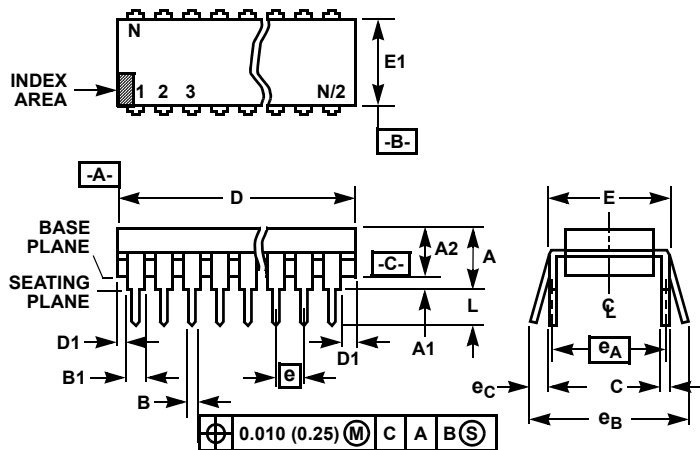 N
E1
INDEX
AREA
1 2 3 N/2
-B-
-A-
D
E
BASE
PLANE
A2
A
-C-
SEATING
PLANE
L
C
L
D1
A1
D1
B1
e
eA
eC
C
B
eB
0.010 (0.25) M C A B S